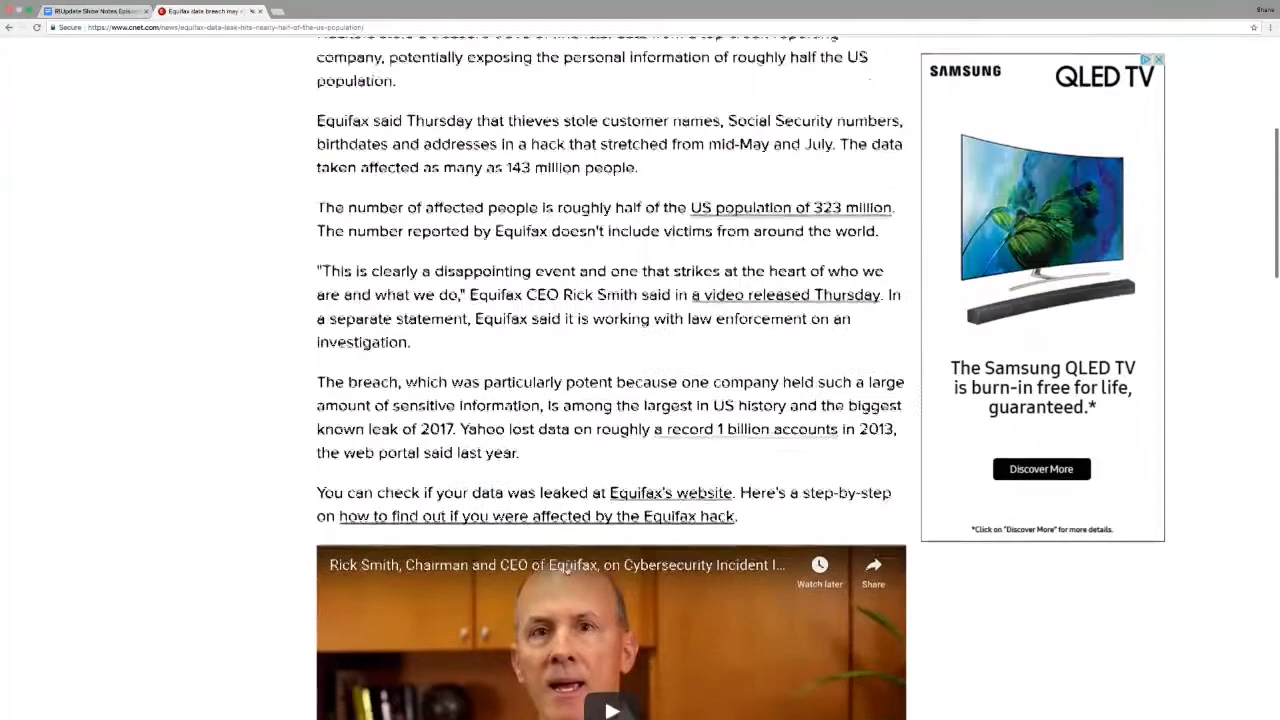 RIUpdate Show Notes Episo
Equifax data breach may
Shane
Secure
https://www.cnet.com/news/equifax-data-leak-hits-nearly-half-of-the-us-population/
company, potentially exposing the personal information of roughly half the US
population.
Equifax said Thursday that thieves stole customer names, Social Security numbers,
birthdates and addresses in a hack that stretched from mid-May and July. The data
taken affected as many as 143 million people.
The number of affected people is roughly half of the US population of 323 million.
The number reported by Equifax doesn't include victims from around the world.
"This is clearly a disappointing event and one that strikes at the heart of who we
are and what we do," Equifax CEO Rick Smith said in a video released Thursday. In
a separate statement, Equifax said it is working with law enforcement on an
investigation.
The breach, which was particularly potent because one company held such a large
amount of sensitive information, is among the largest in US history and the biggest
known leak of 2017. Yahoo lost data on roughly a record 1 billion accounts in 2013,
the web portal said last year.
You can check if your data was leaked at Equifax's website. Here's a step-by-step
on how to find out if you were affected by the Equifax hack.
Rick Smith, Chairman and CEO of Equifax, on Cybersecurity Incident I...
Watch later
Share
SAMSUNG
QLED TV
The Samsung QLED TV
is burn-in free for life,
guaranteed.*
Discover More
*Click on "Discover More" for more details.